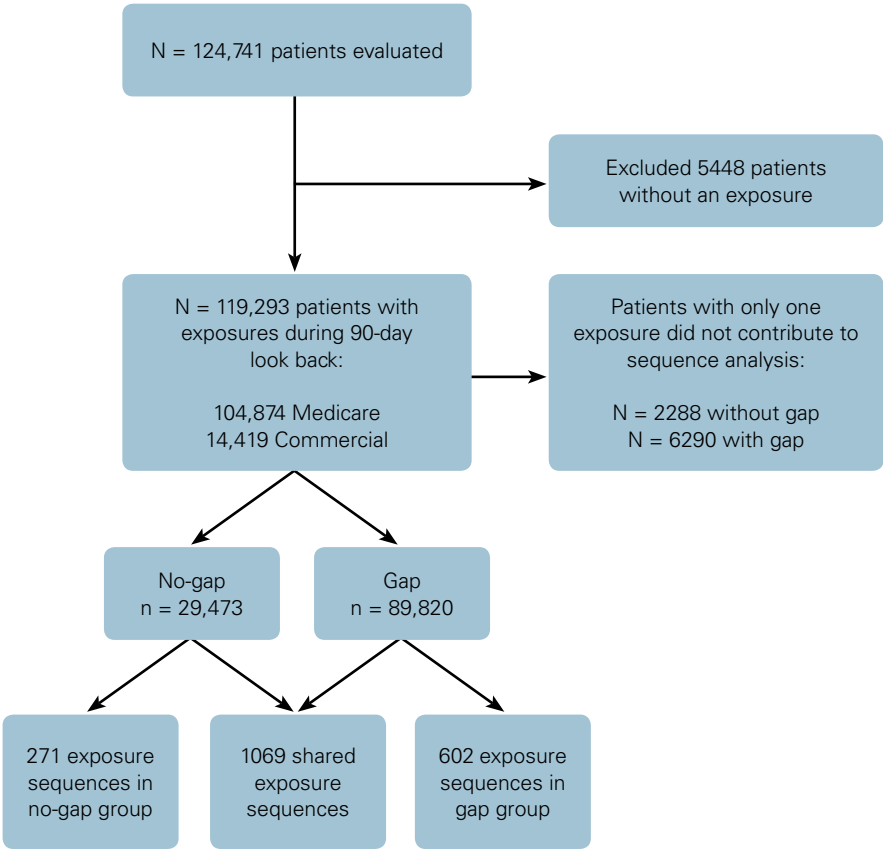 N = 124,741 patients evaluated
Excluded 5448 patients
without an exposure
N = 119,293 patients with
exposures during 90-day
look back:
104,874 Medicare
14,419 Commercial
Patients with only one
exposure did not contribute to
sequence analysis:
N = 2288 without gap
N = 6290 with gap
No-gap
n = 29,473
Gap
n = 89,820
271 exposure
sequences in
no-gap group
1069 shared
exposure
sequences
602 exposure
sequences in
gap group